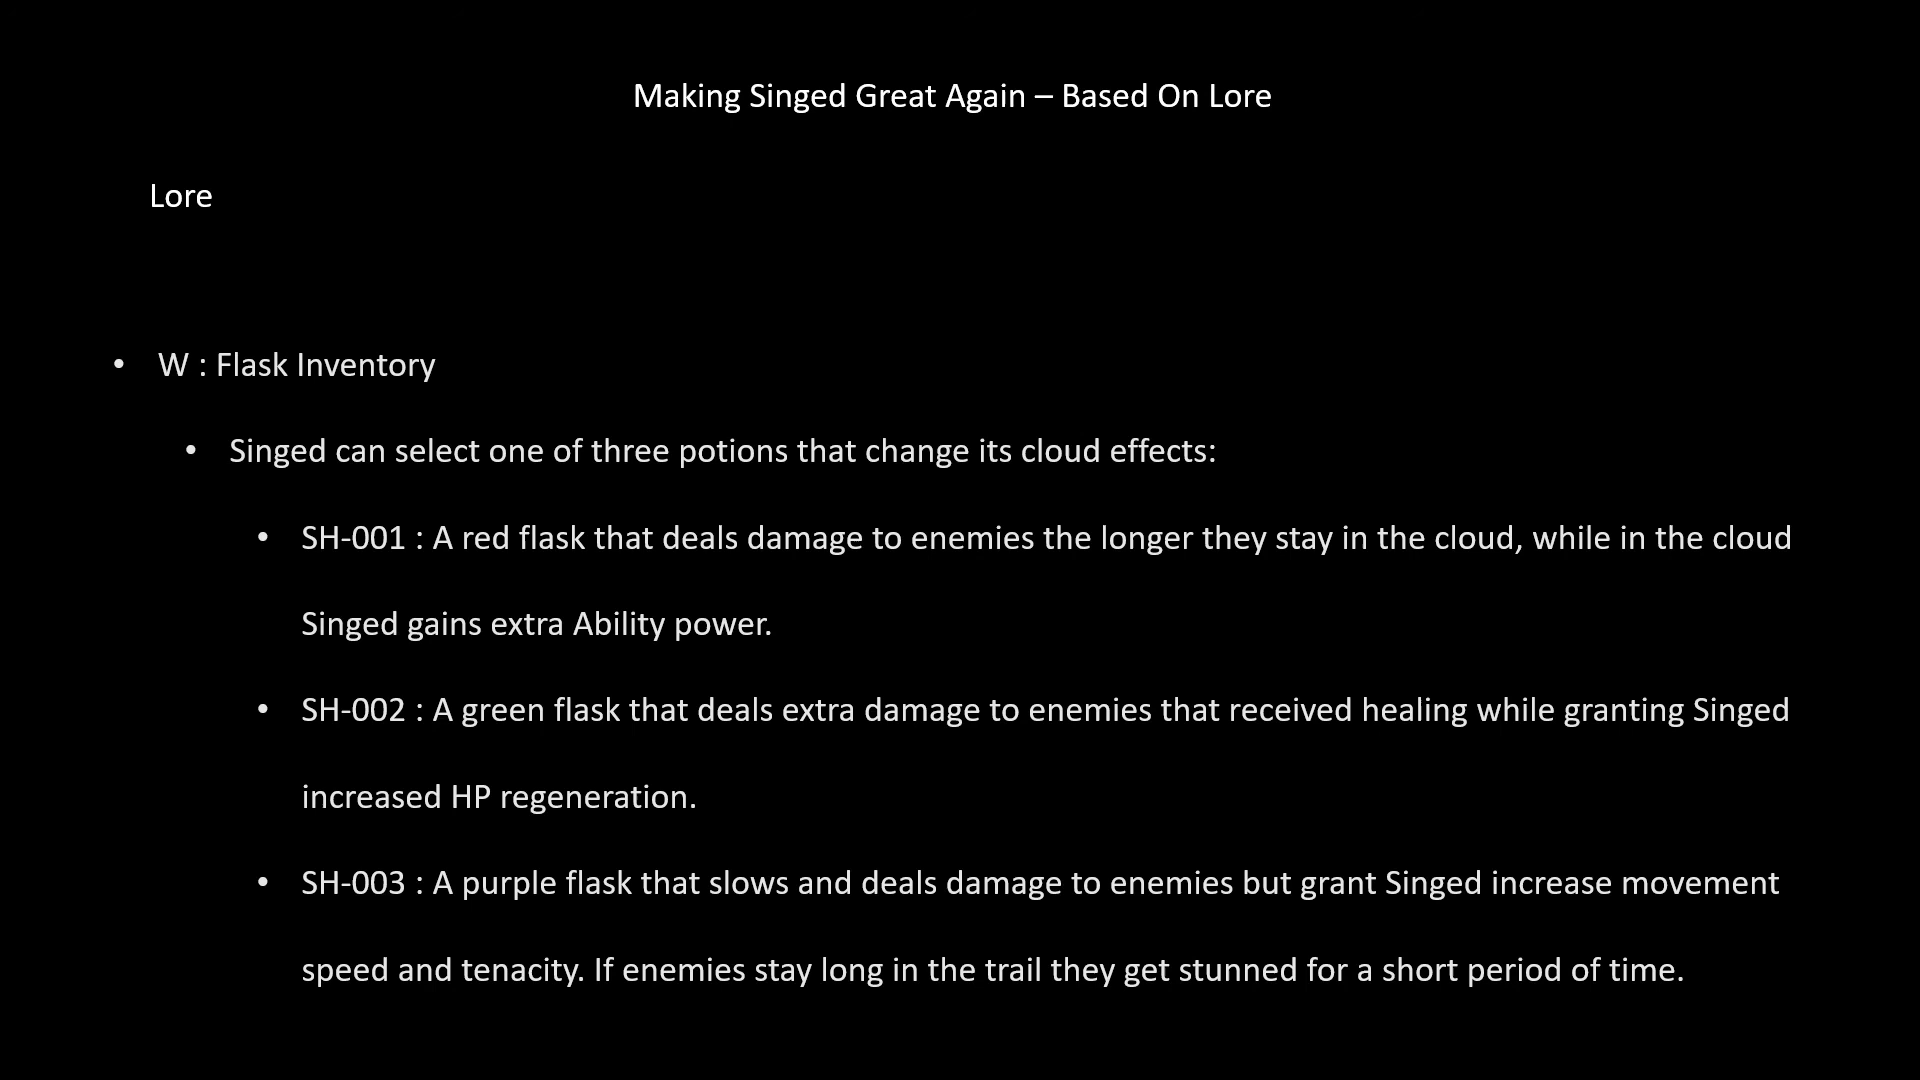 Making Singed Great Again – Based On Lore
Lore
• W : Flask Inventory
• Singed can select one of three potions that change its cloud effects:
• SH-001 : A red flask that deals damage to enemies the longer they stay in the cloud, while in the cloud
Singed gains extra Ability power.
• SH-002 : A green flask that deals extra damage to enemies that received healing while granting Singed
increased HP regeneration.
• SH-003 : A purple flask that slows and deals damage to enemies but grant Singed increase movement
speed and tenacity. If enemies stay long in the trail they get stunned for a short period of time.